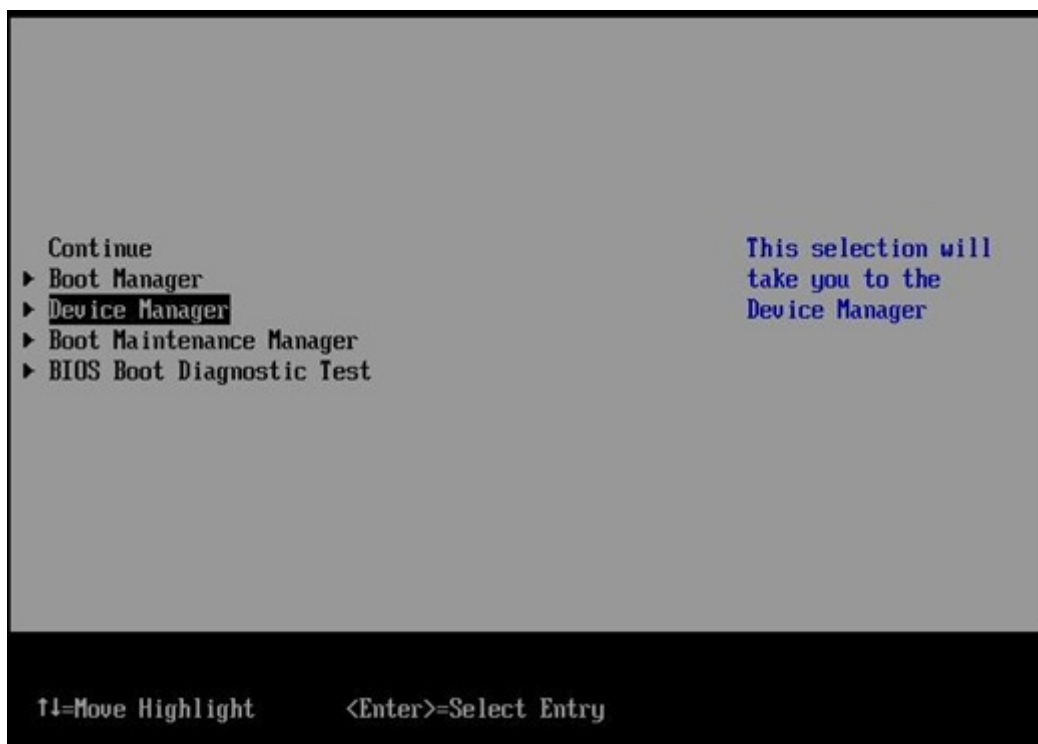 Continue
Boot Manager
Device Manager
Boot Maintenance Manager
BIOS Boot Diagnostic Test
This selection will
take you to the
Device Manager
↑↓=Move Highlight
<Enter>=Select Entry